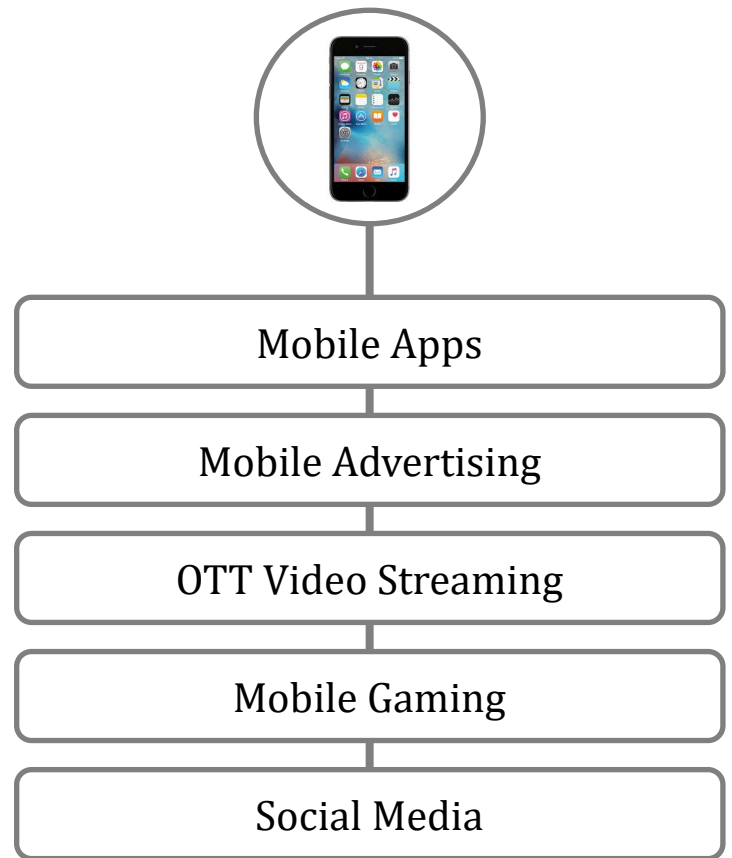 Mobile Apps
Mobile Advertising
OTT Video Streaming
Mobile Gaming
Social Media